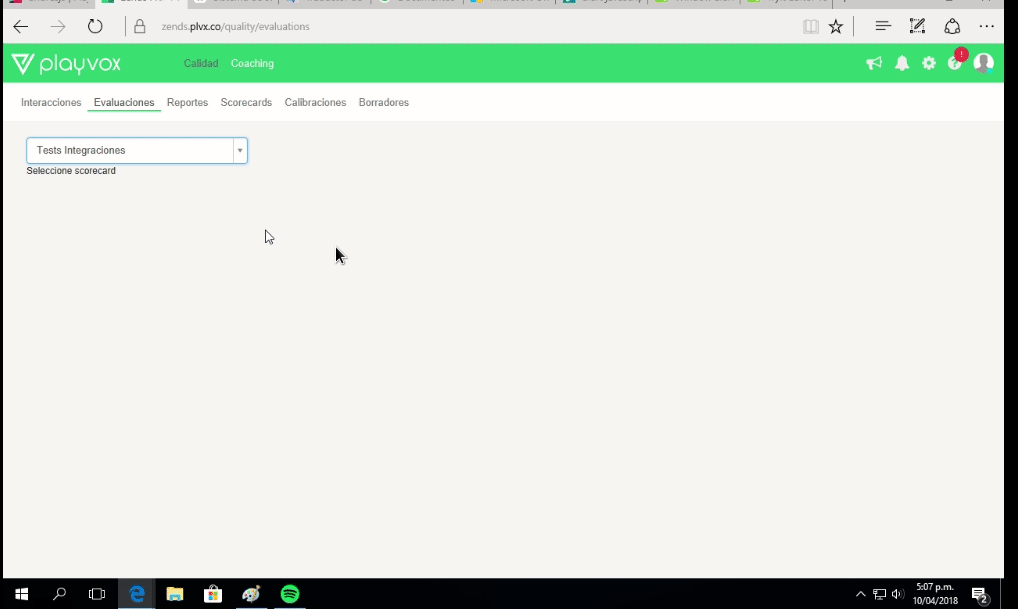 zends.plvx.co/quality/evaluations
playvox Calidad Coaching
Interacciones Evaluaciones Reportes Scorecards Calibraciones Borradores
Tests Integraciones
Seleccione scorecard
5:07 p.m.
10/04/2018
2